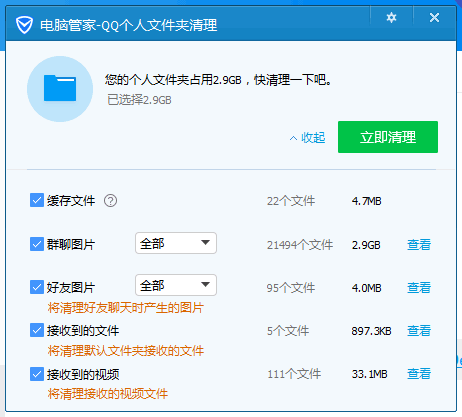 电脑管家-QQ个人文件夹清理
您的个人文件夹占用2.9GB，快清理一下吧。
已选择2.9GB
收起
立即清理
缓存文件 ? 22个文件 4.7MB
群聊图片 全部 21494个文件 2.9GB 查看
好友图片 全部 95个文件 4.0MB 查看
将清理好友聊天时产生的图片
接收到的文件 5个文件 897.3KB 查看
将清理默认文件夹接收的文件
接收到的视频 111个文件 33.1MB 查看
将清理接收的视频文件